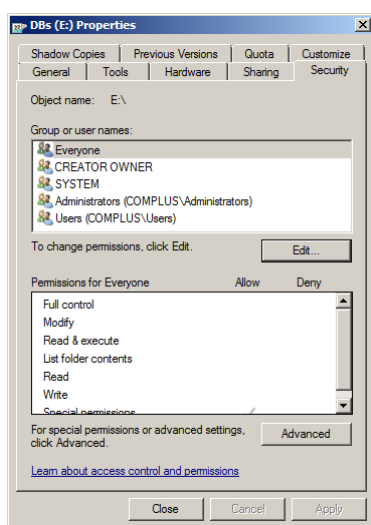 DBs (E:) Properties
Shadow Copies Previous Versions Quota Customize
General Tools Hardware Sharing Security
Object name: E:\
Group or user names:
Everyone
CREATOR OWNER
SYSTEM
Administrators (COMPLUS\Administrators)
Users (COMPLUS\Users)
To change permissions, click Edit.
Edit...
Permissions for Everyone Allow Deny
Full control
Modify
Read & execute
List folder contents
Read
Write
Special permissions
For special permissions or advanced settings,
click Advanced.
Advanced
Learn about access control and permissions
Close Cancel Apply